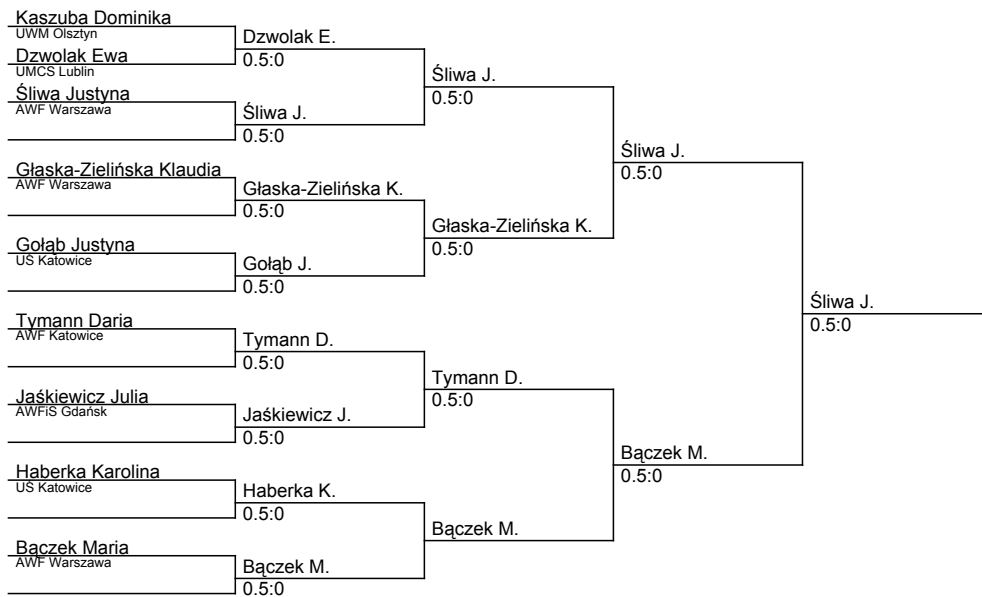 Kaszuba Dominika
UWM Olsztyn
Dzwolak Ewa
UMCS Lublin
Śliwa Justyna
AWF Warszawa
Głaska-Zielińska Klaudia
AWF Warszawa
Gołąb Justyna
UŚ Katowice
Tymann Daria
AWF Katowice
Jaśkiewicz Julia
AWFiS Gdańsk
Haberka Karolina
UŚ Katowice
Bączek Maria
AWF Warszawa
Dzwolak E.
0.5:0
Śliwa J.
0.5:0
Głaska-Zielińska K.
0.5:0
Gołąb J.
0.5:0
Tymann D.
0.5:0
Jaśkiewicz J.
0.5:0
Haberka K.
0.5:0
Bączek M.
0.5:0
Śliwa J.
0.5:0
Głaska-Zielińska K.
0.5:0
Tymann D.
0.5:0
Bączek M.
Śliwa J.
0.5:0
Bączek M.
0.5:0
Śliwa J.
0.5:0